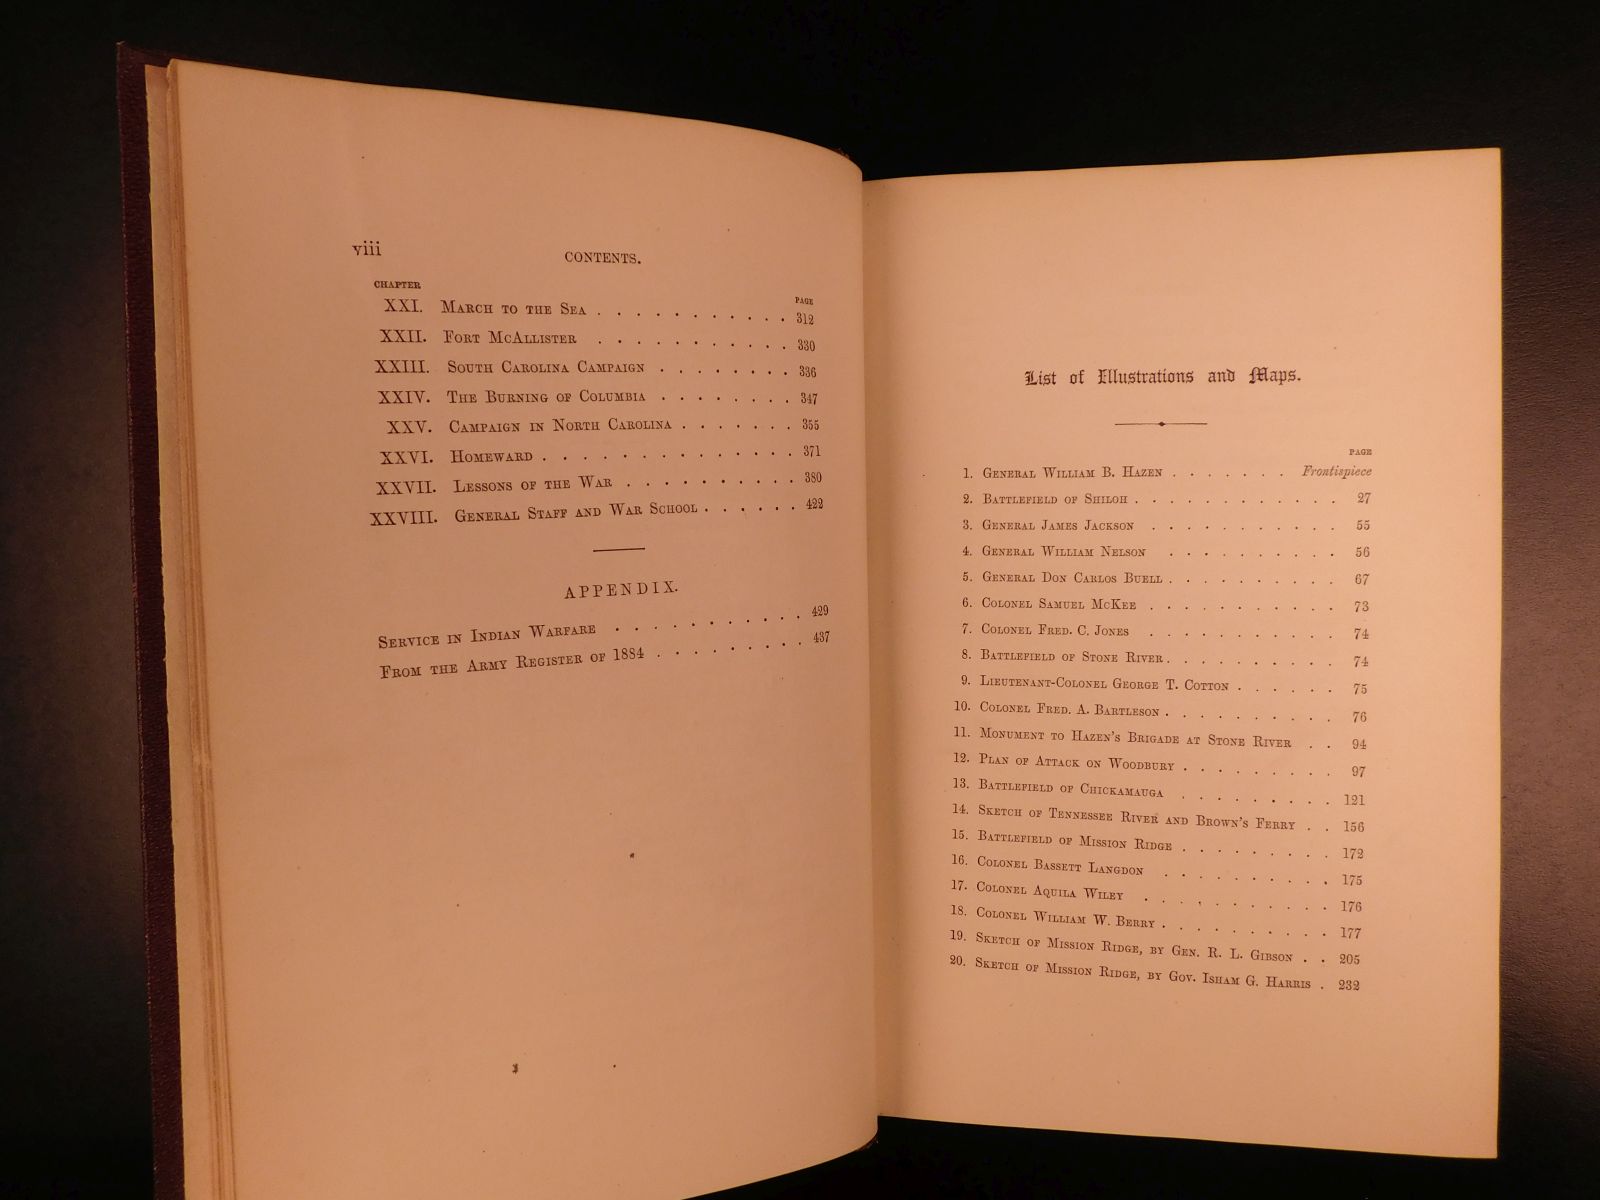 viii
CONTENTS.
CHAPTER PAGE
XXI. March to the Sea . . . . . . . . . . . 312
XXII. Fort McAllister . . . . . . . . . . . 330
XXIII. South Carolina Campaign . . . . . . . . 336
XXIV. The Burning of Columbia . . . . . . . . 347
XXV. Campaign in North Carolina . . . . . . . 355
XXVI. Homeward . . . . . . . . . . . . . . 371
XXVII. Lessons of the War . . . . . . . . . . 380
XXVIII. General Staff and War School . . . . . . 422
APPENDIX.
Service in Indian Warfare . . . . . . . . . . . 429
From the Army Register of 1884 . . . . . . . . . 437
List of Illustrations and Maps.
PAGE
1. General William B. Hazen . . . . . . . Frontispiece
2. Battlefield of Shiloh . . . . . . . . . . . . 27
3. General James Jackson . . . . . . . . . . . 55
4. General William Nelson . . . . . . . . . . 56
5. General Don Carlos Buell . . . . . . . . . . 67
6. Colonel Samuel McKee . . . . . . . . . . . 73
7. Colonel Fred. C. Jones . . . . . . . . . . . 74
8. Battlefield of Stone River . . . . . . . . . . 74
9. Lieutenant-Colonel George T. Cotton . . . . . . 75
10. Colonel Fred. A. Bartleson . . . . . . . . . . 76
11. Monument to Hazen's Brigade at Stone River . . 94
12. Plan of Attack on Woodbury . . . . . . . . . 97
13. Battlefield of Chickamauga . . . . . . . . . 121
14. Sketch of Tennessee River and Brown's Ferry . . 156
15. Battlefield of Mission Ridge . . . . . . . . . 172
16. Colonel Bassett Langdon . . . . . . . . . . 175
17. Colonel Aquila Wiley . . . . . . . . . . . 176
18. Colonel William W. Berry . . . . . . . . . . 177
19. Sketch of Mission Ridge, by Gen. R. L. Gibson . . 205
20. Sketch of Mission Ridge, by Gov. Isham G. Harris . 232